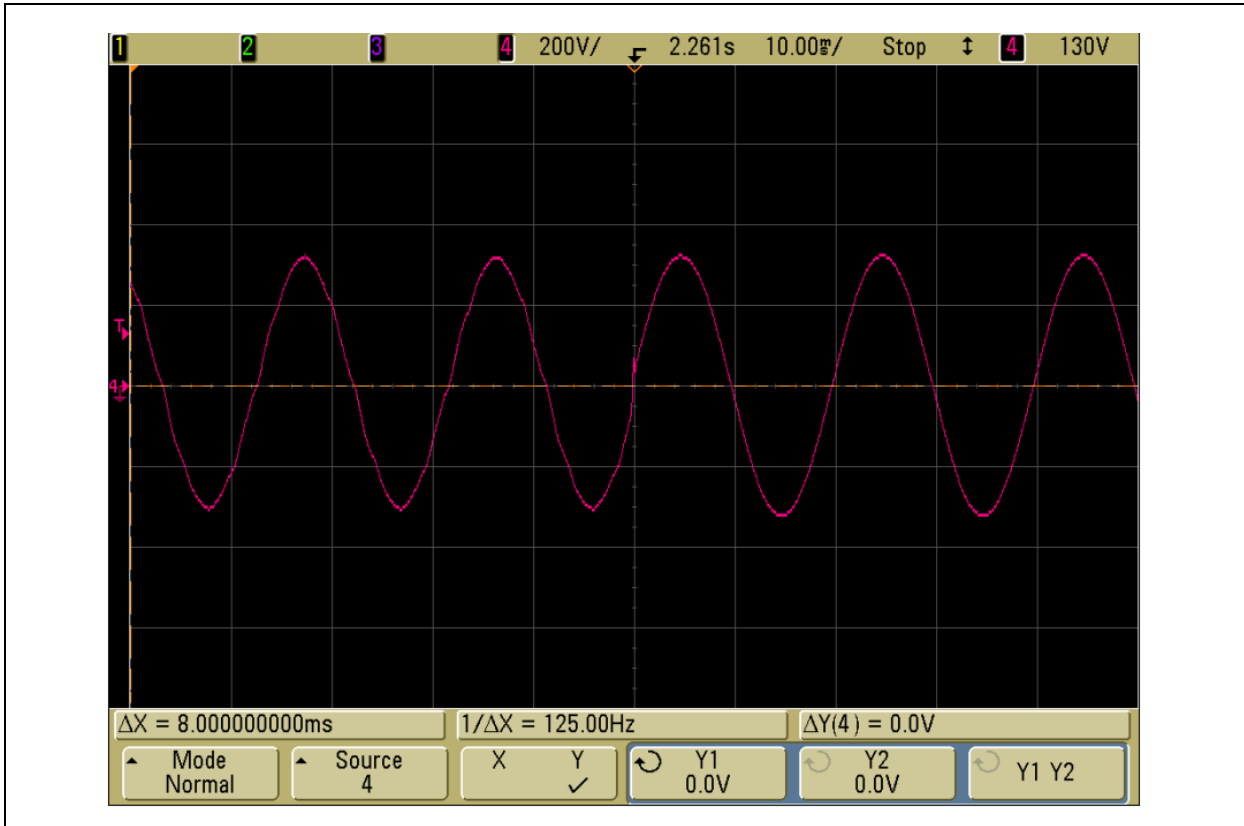 1 2 3 4 200V/ 2.261s 10.00ms/ Stop 4 130V
T
4
ΔX = 8.000000000ms 1/ΔX = 125.00Hz ΔY(4) = 0.0V
Mode Source X Y Y1 Y2 Y1 Y2
Normal 4 ✓ 0.0V 0.0V